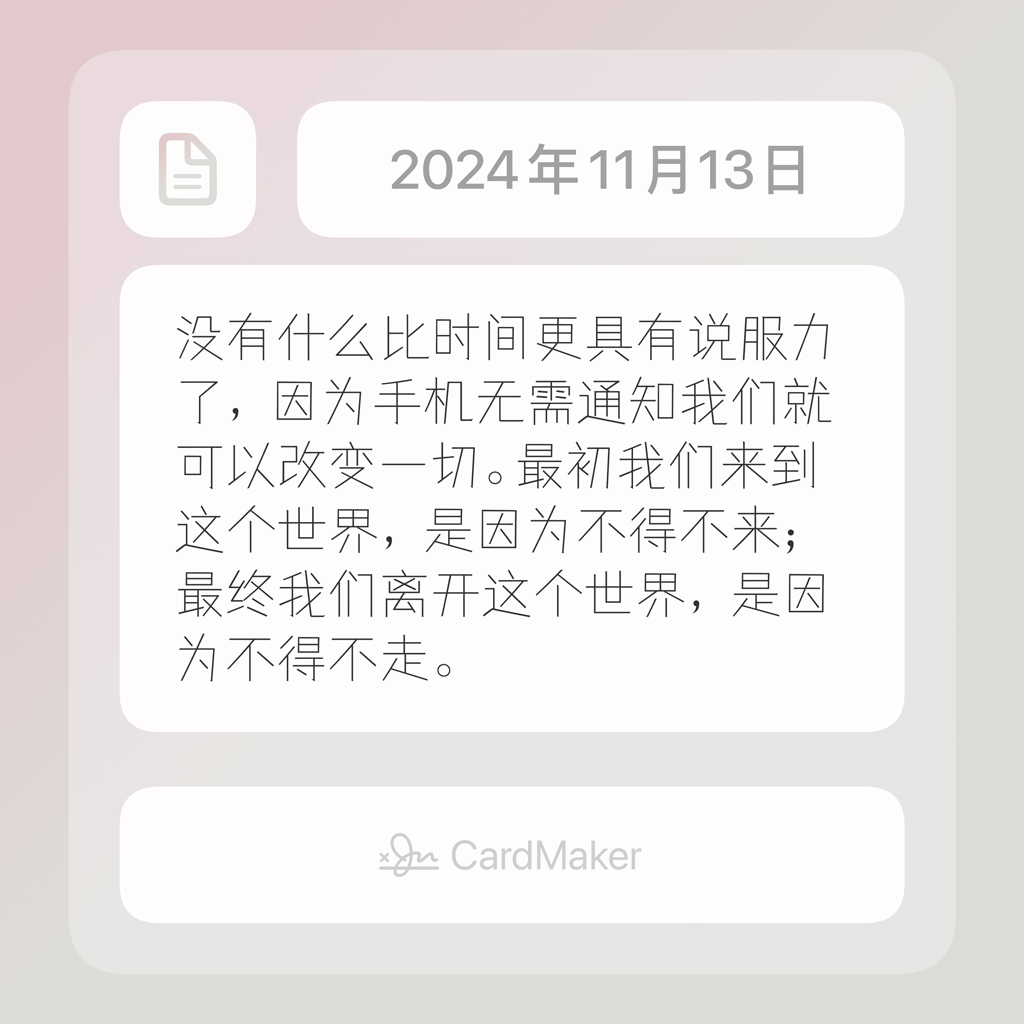 2024年11月13日
没有什么比时间更具有说服力
了，因为手机无需通知我们就
可以改变一切。最初我们来到
这个世界，是因为不得不来；
最终我们离开这个世界，是因
为不得不走。
CardMaker